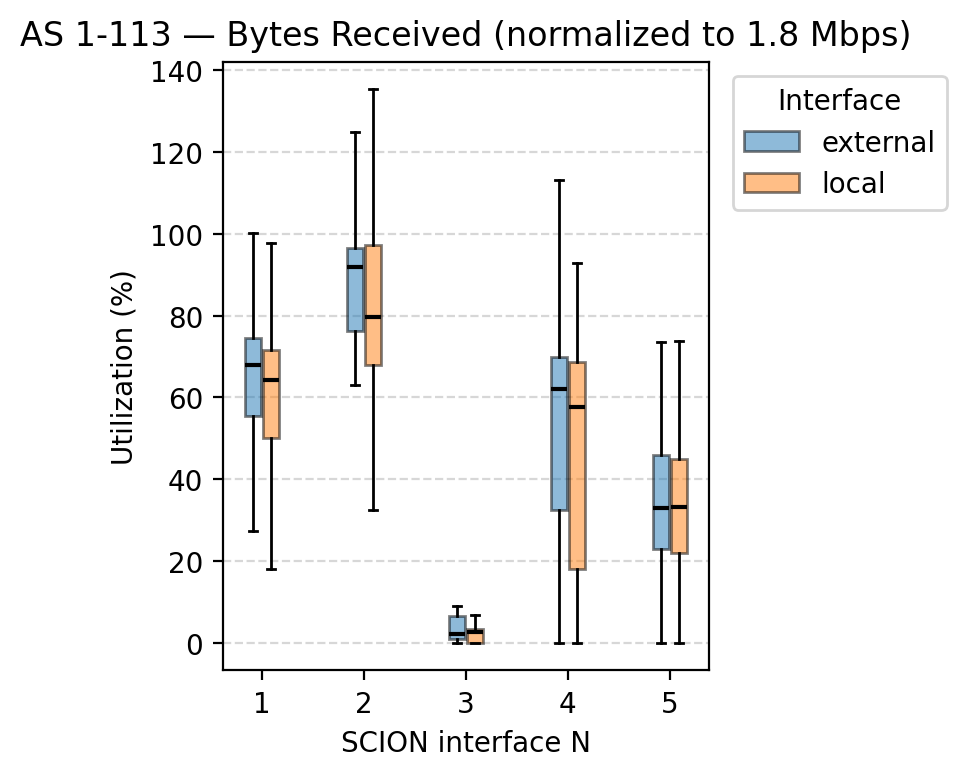 AS 1-113 — Bytes Received (normalized to 1.8 Mbps)
140
120
100
80
60
40
20
0
Utilization (%)
1 2 3 4 5
SCION interface N
Interface
external
local